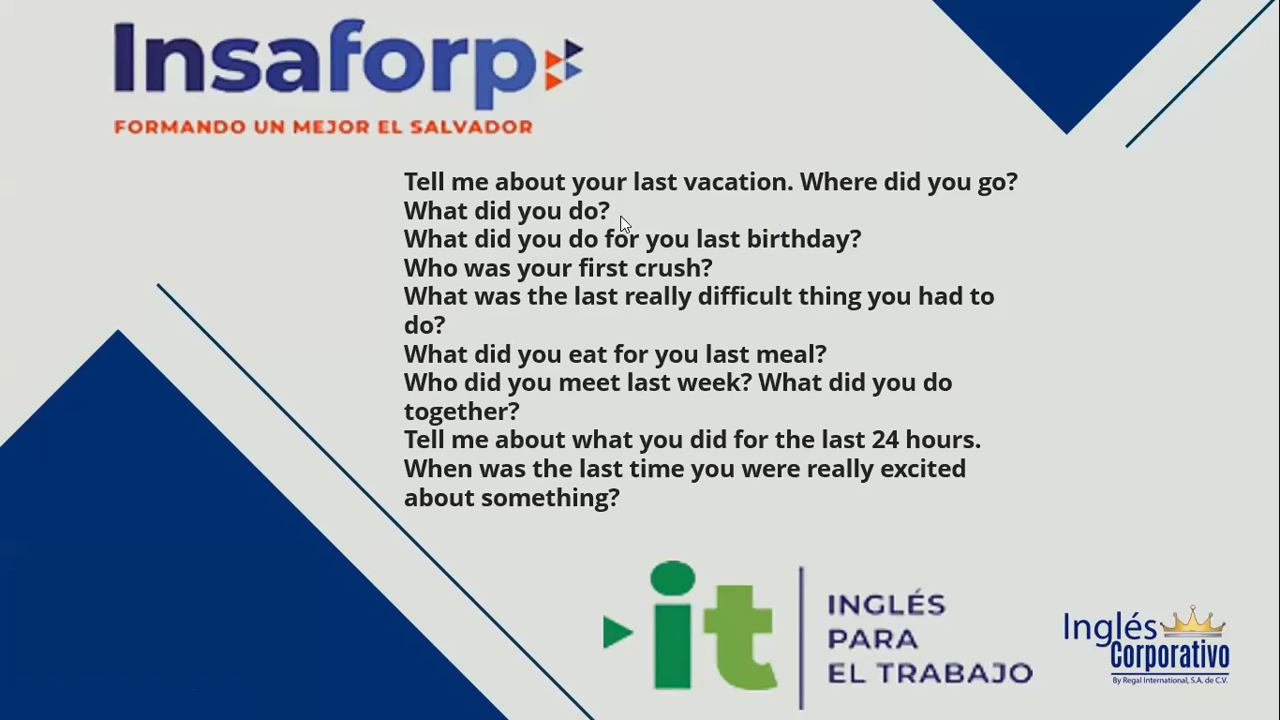 Insaforp
FORMANDO UN MEJOR EL SALVADOR
Tell me about your last vacation. Where did you go?
What did you do?
What did you do for you last birthday?
Who was your first crush?
What was the last really difficult thing you had to
do?
What did you eat for you last meal?
Who did you meet last week? What did you do
together?
Tell me about what you did for the last 24 hours.
When was the last time you were really excited
about something?
it
INGLÉS
PARA
EL TRABAJO
Inglés
Corporativo
By Regal International, S.A. de C.V.